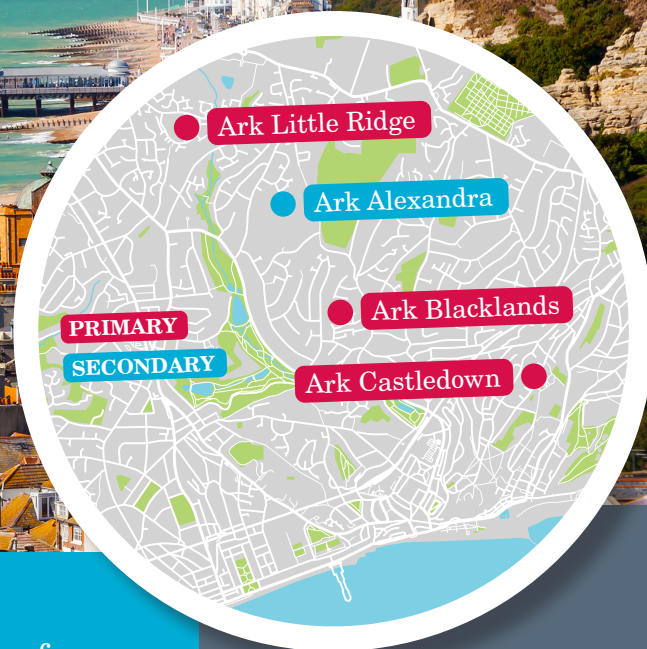 Ark Little Ridge
Ark Alexandra
Ark Blacklands
PRIMARY
SECONDARY
Ark Castledown